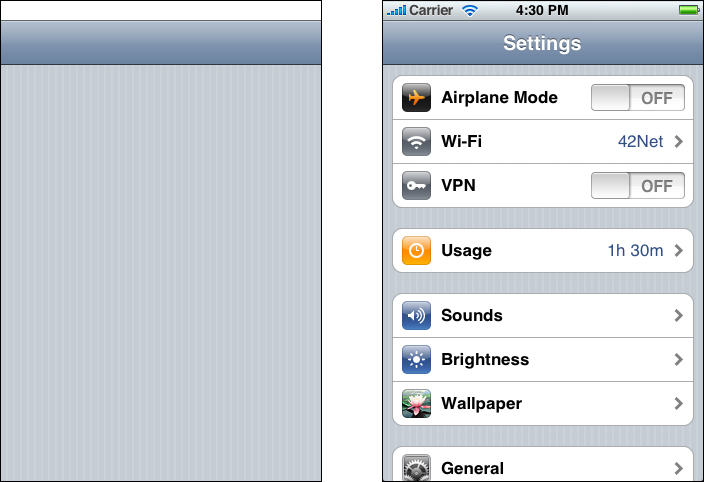 Carrier 4:30 PM
Settings
Airplane Mode OFF
Wi-Fi 42Net
VPN OFF
Usage 1h 30m
Sounds
Brightness
Wallpaper
General